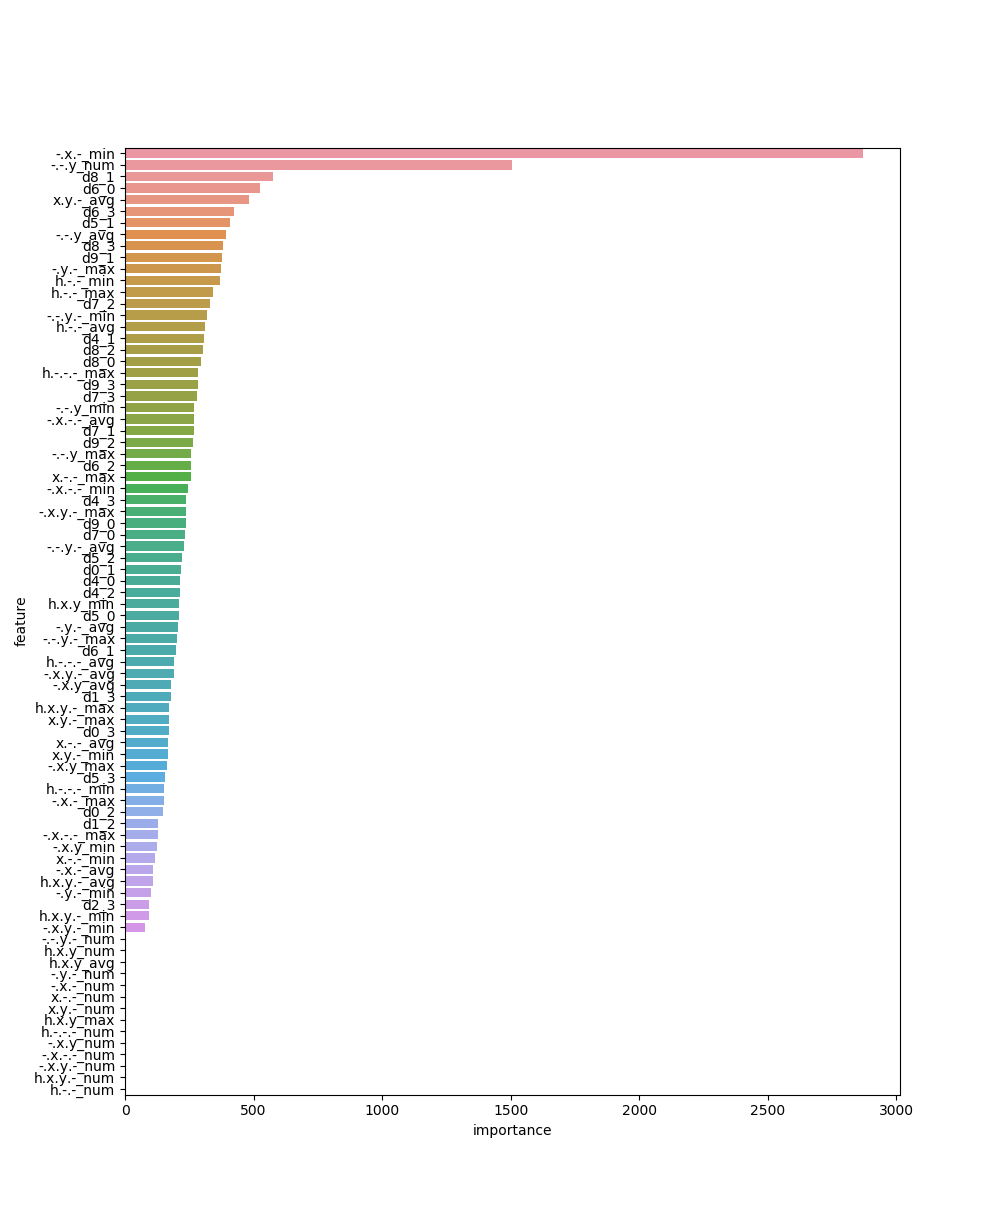 -.x.-_min
-.-.y_num
d8_1
d6_0
x.y.-_avg
d6_3
d5_1
-.-.y_avg
d8_3
d9_1
-.y.-_max
h.-.-_min
h.-.-_max
d7_2
-.-.y.-_min
h.-.-_avg
d4_1
d8_2
d8_0
h.-.-.-_max
d9_3
d7_3
-.-.y_min
-.x.-.-_avg
d7_1
d9_2
-.-.y_max
d6_2
x.-.-_max
-.x.-.-_min
d4_3
-.x.y.-_max
d9_0
d7_0
-.-.y.-_avg
d5_2
d0_1
d4_0
d4_2
h.x.y_min
d5_0
-.y.-_avg
-.-.y.-_max
d6_1
h.-.-.-_avg
-.x.y.-_avg
-.x.y_avg
d1_3
h.x.y.-_max
x.y.-_max
d0_3
x.-.-_avg
x.y.-_min
-.x.y_max
d5_3
h.-.-.-_min
-.x.-_max
d0_2
d1_2
-.x.-.-_max
-.x.y_min
x.-.-_min
-.x.-_avg
h.x.y.-_avg
-.y.-_min
d2_3
h.x.y.-_min
-.x.y.-_min
-.-.y.-_num
h.x.y_num
h.x.y_avg
-.y.-_num
-.x.-_num
x.-.-_num
x.y.-_num
h.x.y_max
h.-.-.-_num
-.x.y_num
-.x.-.-_num
-.x.y.-_num
h.x.y.-_num
h.-.-_num
feature
0 500 1000 1500 2000 2500 3000
importance